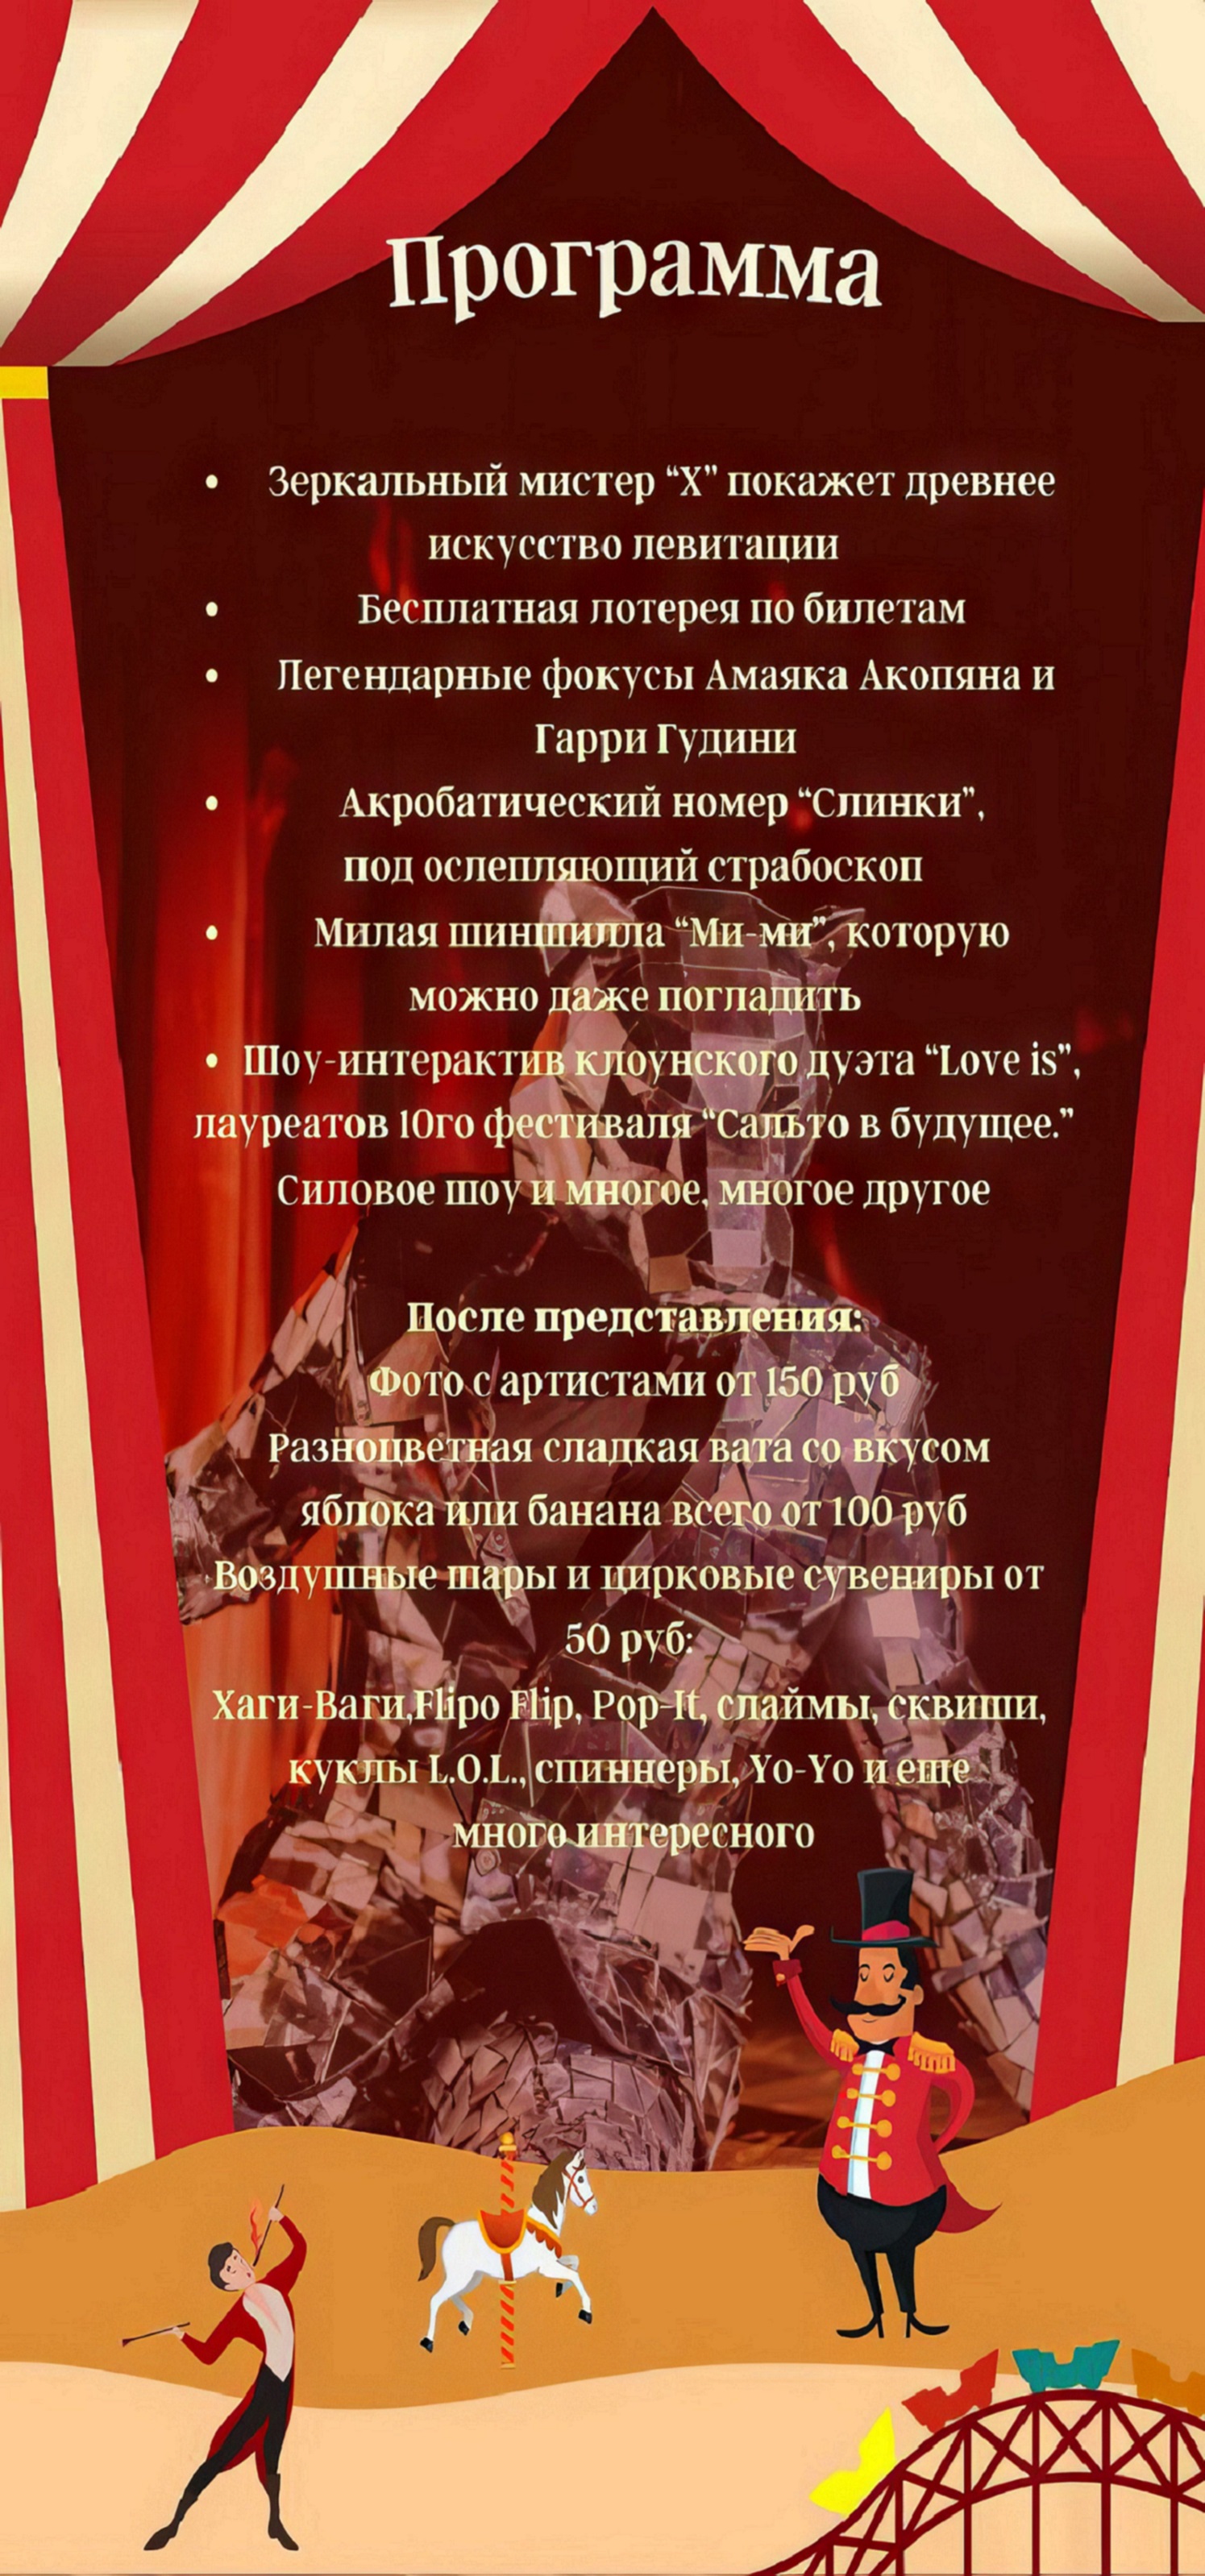 Программа
• Зеркальный мистер “Х” покажет древнее
искусство левитации
• Бесплатная лотерея по билетам
• Легендарные фокусы Амаяка Акопяна и
Гарри Гудини
• Акробатический номер “Слинки”,
под ослепляющий страбоскоп
• Милая шиншилла “Ми-ми”, которую
можно даже погладить
• Шоу-интерактив клоунского дуэта “Love is”,
лауреатов 10го фестиваля “Сальто в будущее.”
Силовое шоу и многое, многое другое
После представления:
Фото с артистами от 150 руб
Разноцветная сладкая вата со вкусом
яблока или банана всего от 100 руб
Воздушные шары и цирковые сувениры от
50 руб:
Хаги-Ваги,Flipo Flip, Pop-It, слаймы, сквиши,
куклы L.O.L., спиннеры, Yo-Yo и еще
много интересного